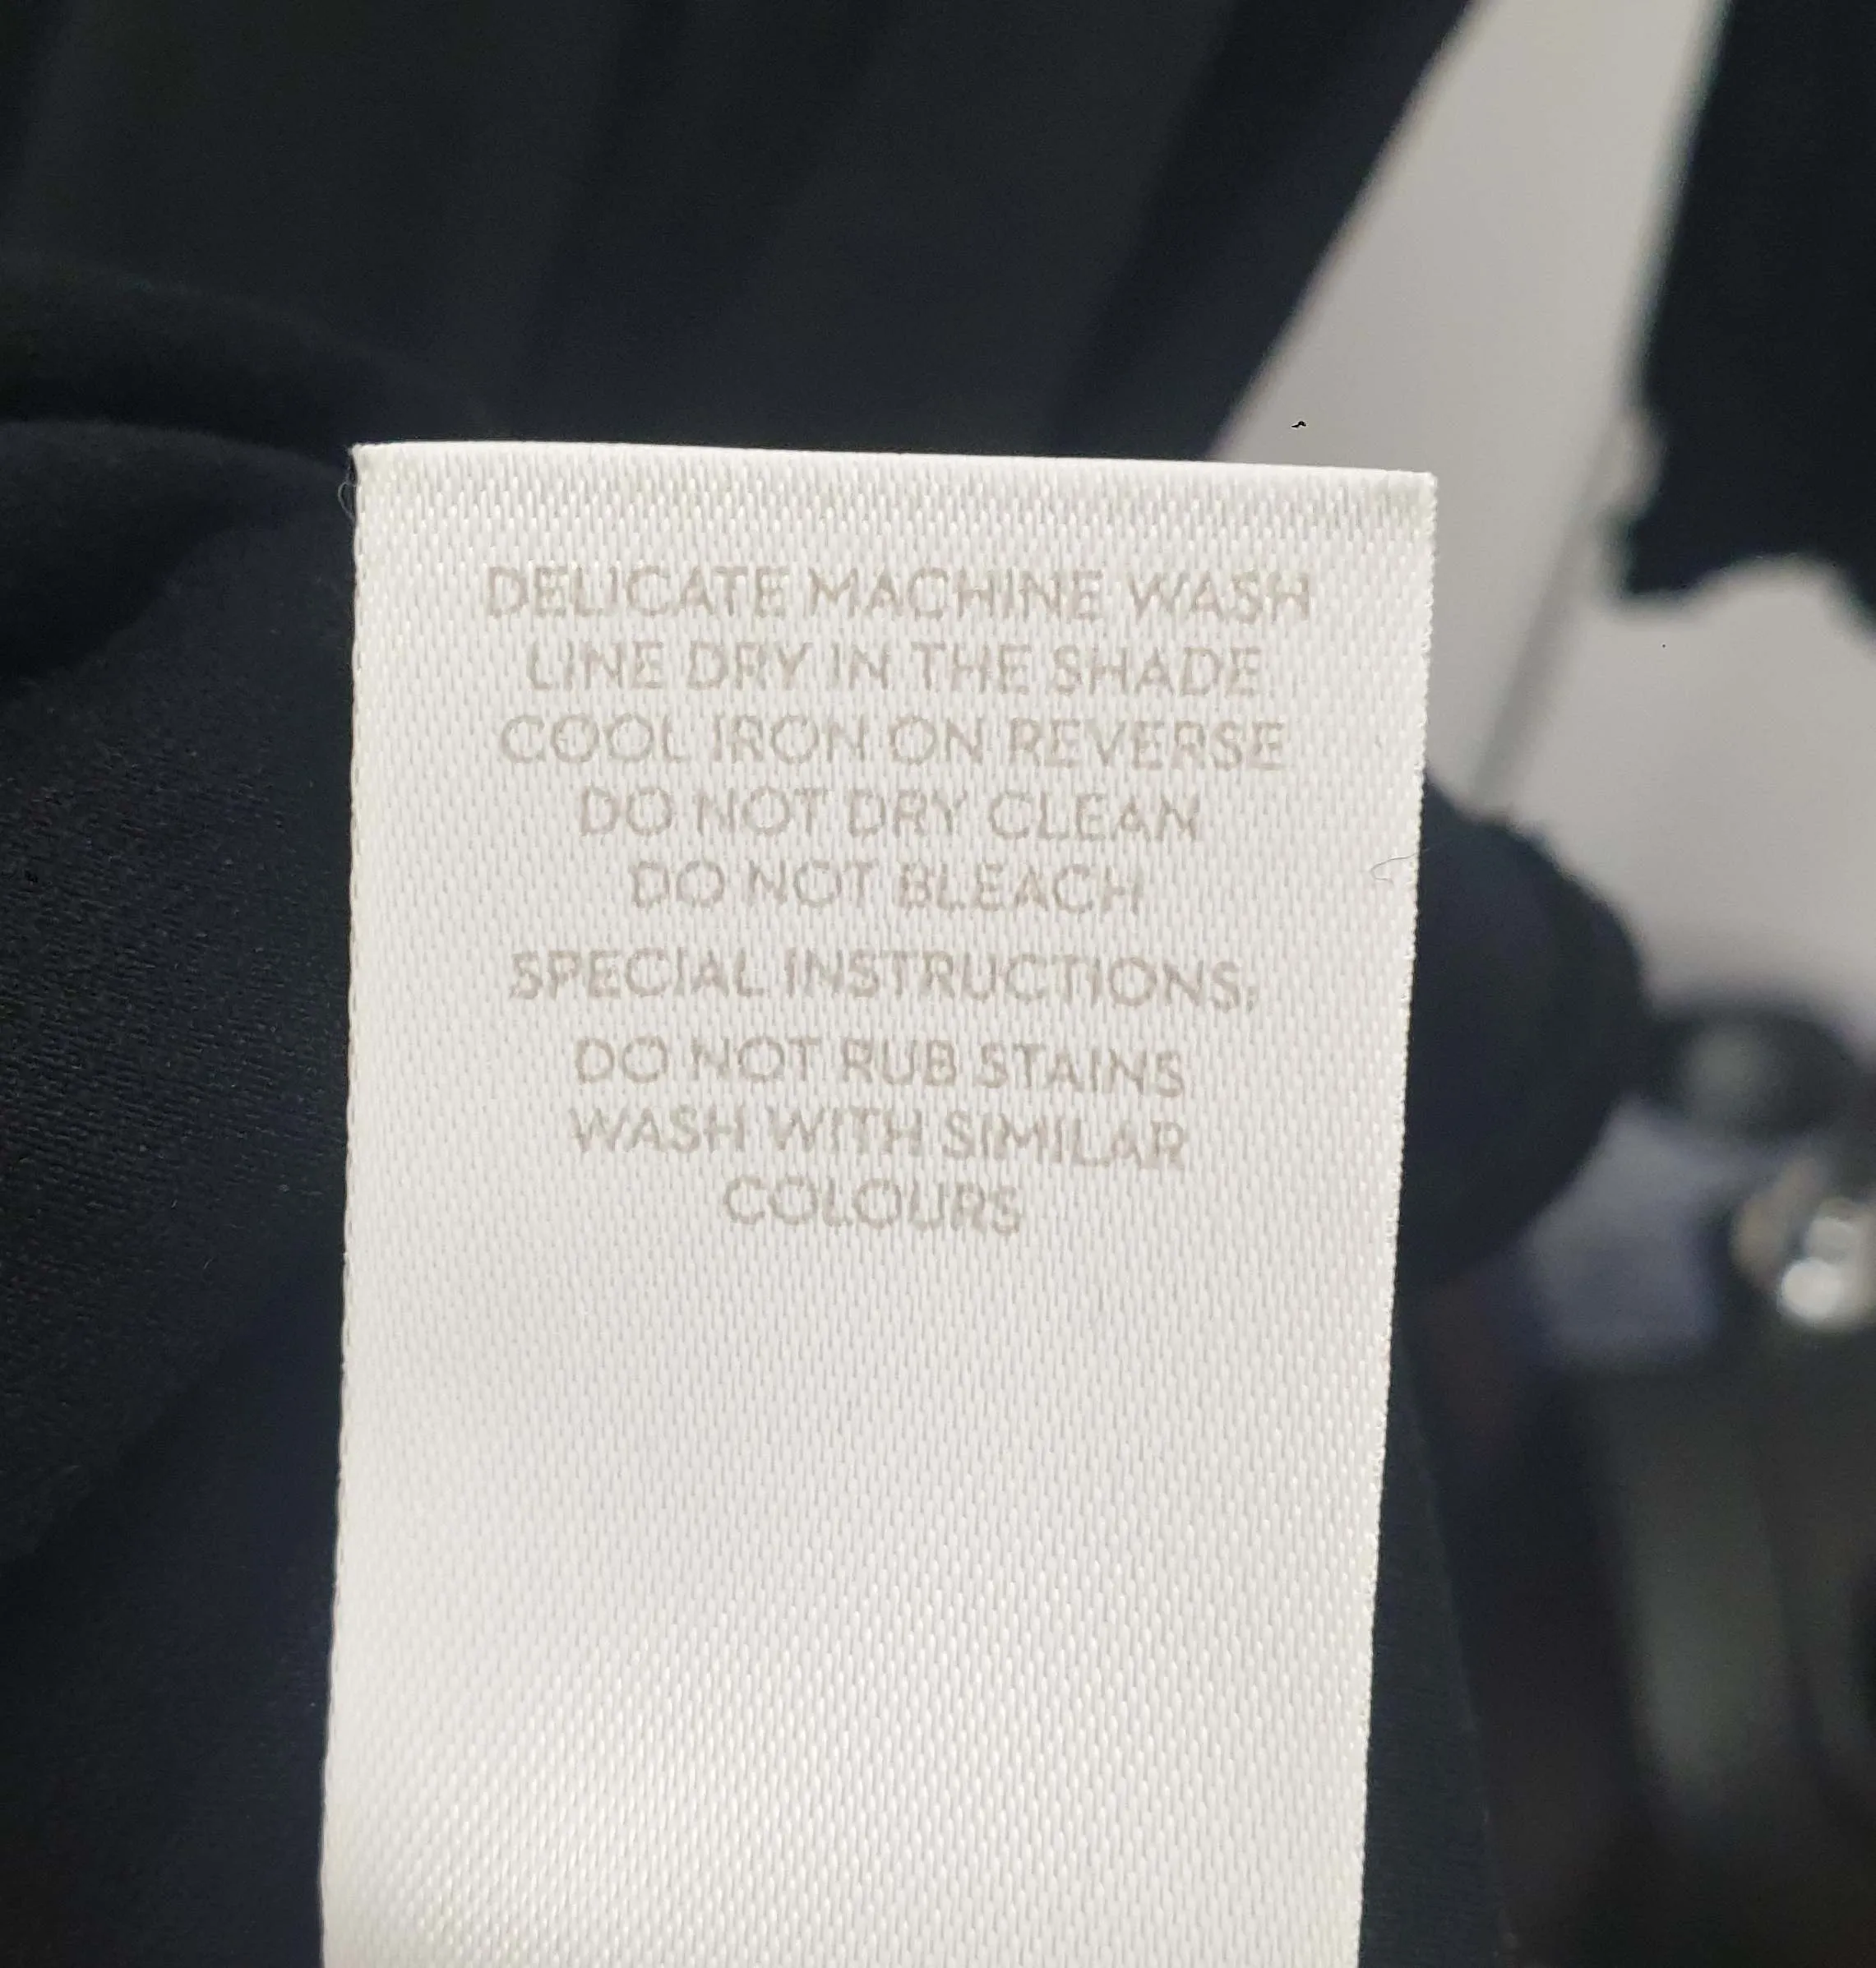 DELICATE MACHINE WASH
LINE DRY IN THE SHADE.
COOL IRON ON REVERSE
DO NOT DRY CLEAN
DO NOT BLEACH
SPECIAL INSTRUCTIONS;
DO NOT RUB STAINS
WASH WITH SIMILAR
COLOURS